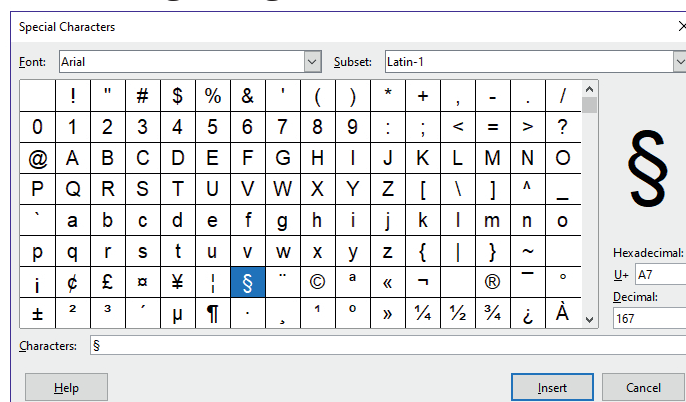 Special Characters
Font: Arial Subset: Latin-1
! " # $ % & ' ( ) * + , - . /
0 1 2 3 4 5 6 7 8 9 : ; < = > ?
@ A B C D E F G H I J K L M N O
P Q R S T U V W X Y Z [ \ ] ^ _
` a b c d e f g h i j k l m n o
p q r s t u v w x y z { | } ~
¡ ¢ £ ¤ ¥ ¦ § ¨ © ª « ¬ ® ¯ °
± ² ³ ´ µ ¶ · ¸ ¹ º » ¼ ½ ¾ ¿ À
§
Hexadecimal:
U+ A7
Decimal:
167
Characters: §
Help Insert Cancel